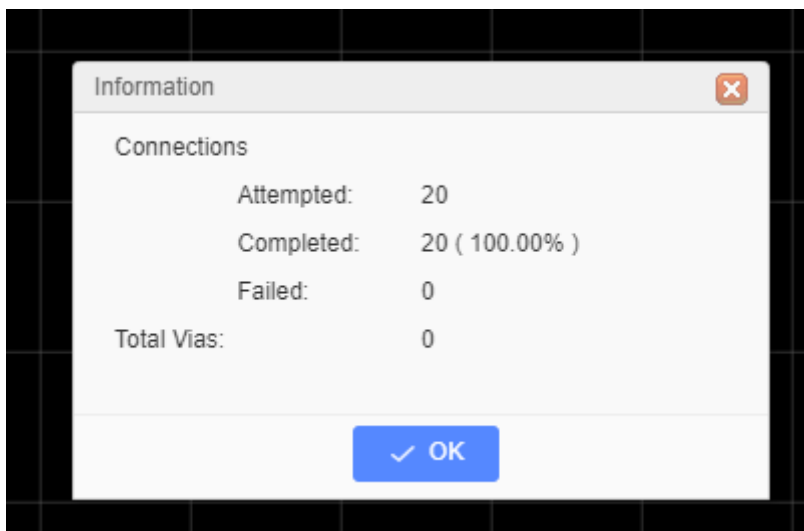 Information
Connections
Attempted: 20
Completed: 20 ( 100.00% )
Failed: 0
Total Vias: 0
OK